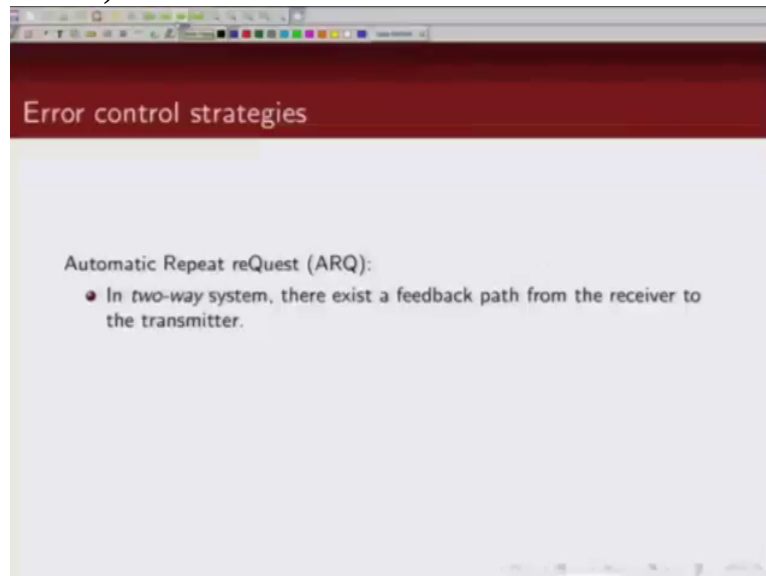 Error control strategies
Automatic Repeat reQuest (ARQ):
In two-way system, there exist a feedback path from the receiver to
the transmitter.